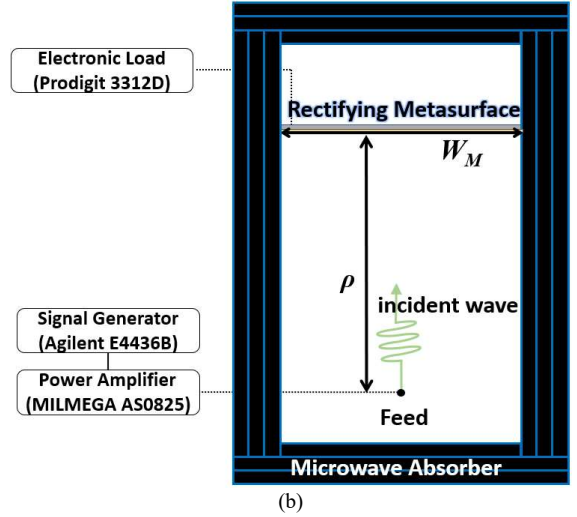 Electronic Load
(Prodigit 3312D)
Rectifying Metasurface
W_M
ρ
incident wave
Signal Generator
(Agilent E4436B)
Power Amplifier
(MILMEGA AS0825)
Feed
Microwave Absorber
(b)